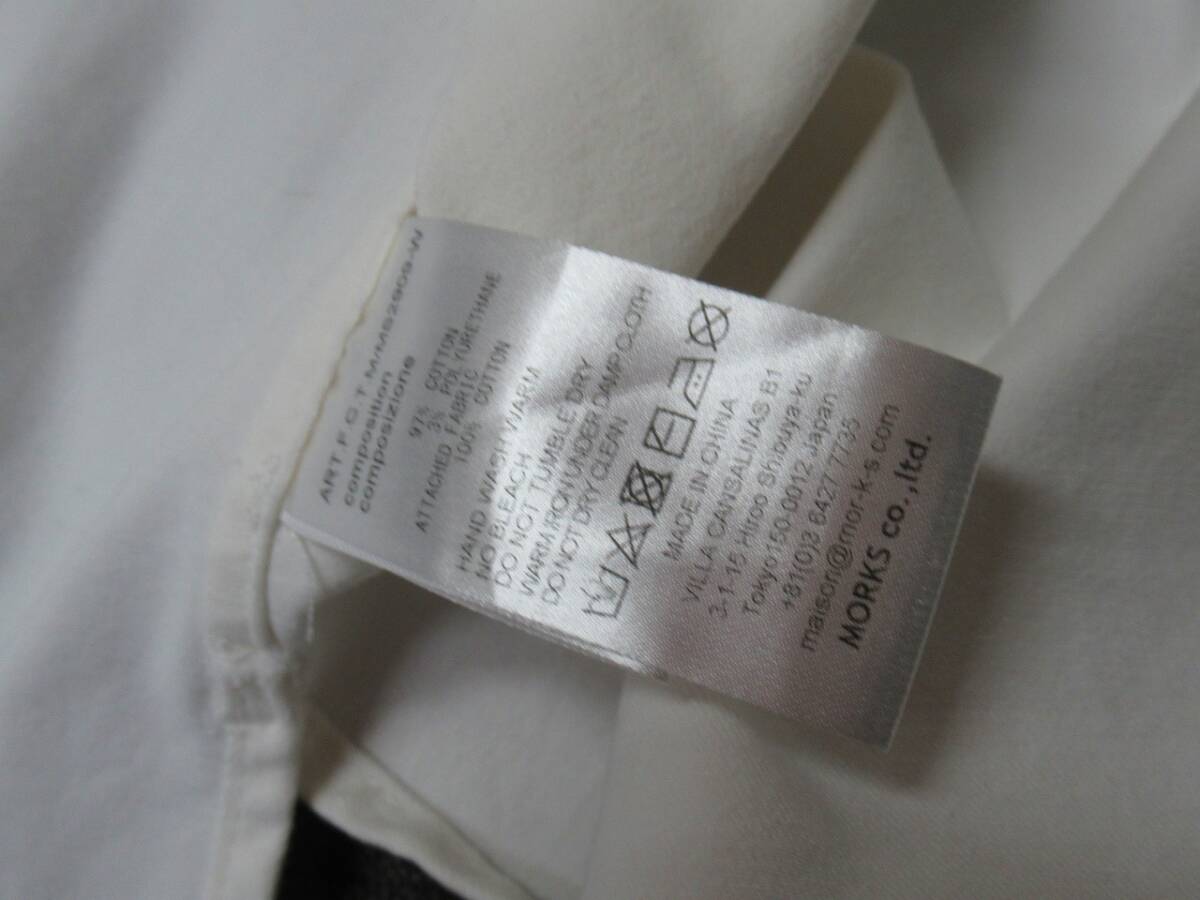 ART.F.C.T.M/MS2909-W
composition
composizione
97% COTTON
3% POLYURETHANE
ATTACHED FABRIC
100% COTTON
HAND WASH WARM
NO BLEACH
DO NOT TUMBLE DRY
WARM IRON UNDER DAMP CLOTH
DO NOT DRY CLEAN
MADE IN CHINA
VILLA CANSALINAS B1
3-1-15 Hiroo Shibuya-ku
Tokyo150-0012 Japan
+81(0)3 6427 7735
maison@mor-k-s.com
MORKS co.,ltd.